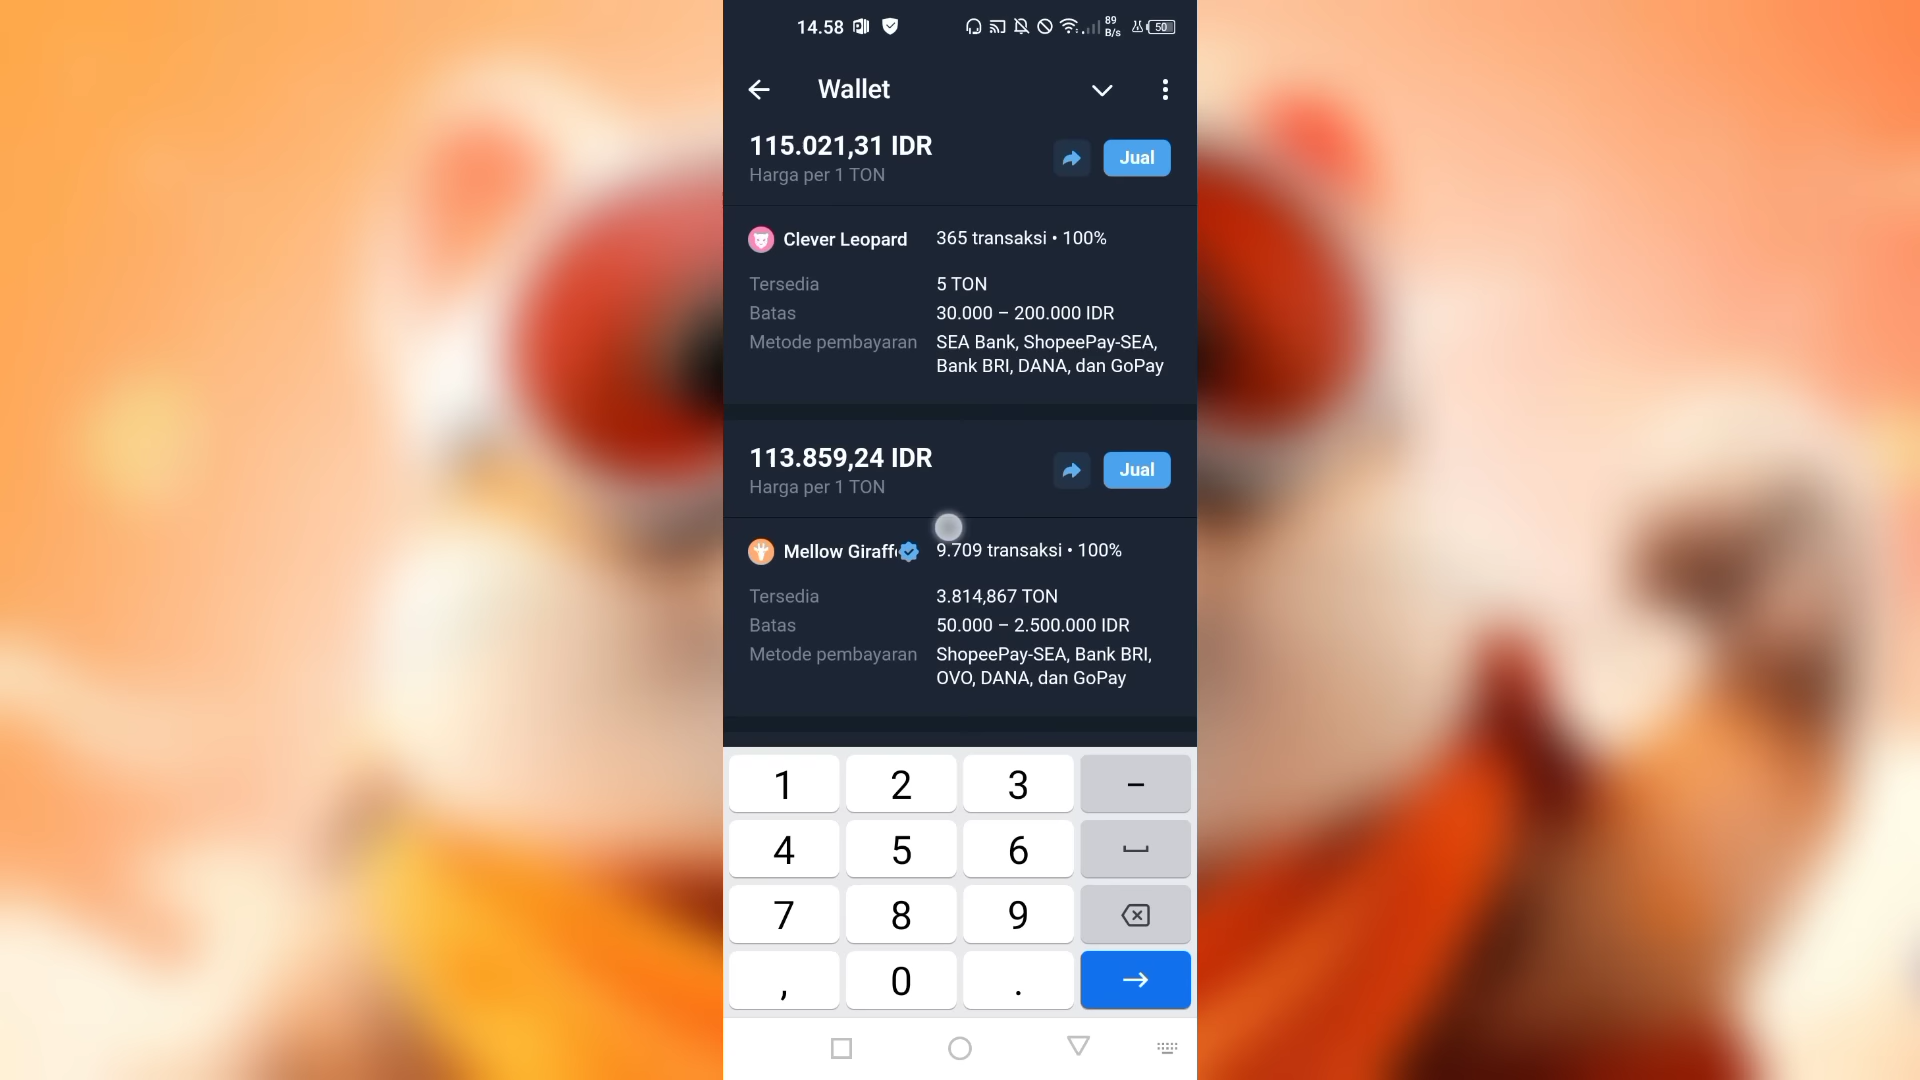 14.58
89
B/s
50
Wallet
115.021,31 IDR
Jual
Harga per 1 TON
Clever Leopard
365 transaksi • 100%
Tersedia
5 TON
Batas
30.000 – 200.000 IDR
Metode pembayaran
SEA Bank, ShopeePay-SEA,
Bank BRI, DANA, dan GoPay
113.859,24 IDR
Jual
Harga per 1 TON
Mellow Giraff
9.709 transaksi • 100%
Tersedia
3.814,867 TON
Batas
50.000 – 2.500.000 IDR
Metode pembayaran
ShopeePay-SEA, Bank BRI,
OVO, DANA, dan GoPay
1 2 3 –
4 5 6
7 8 9
, 0 .